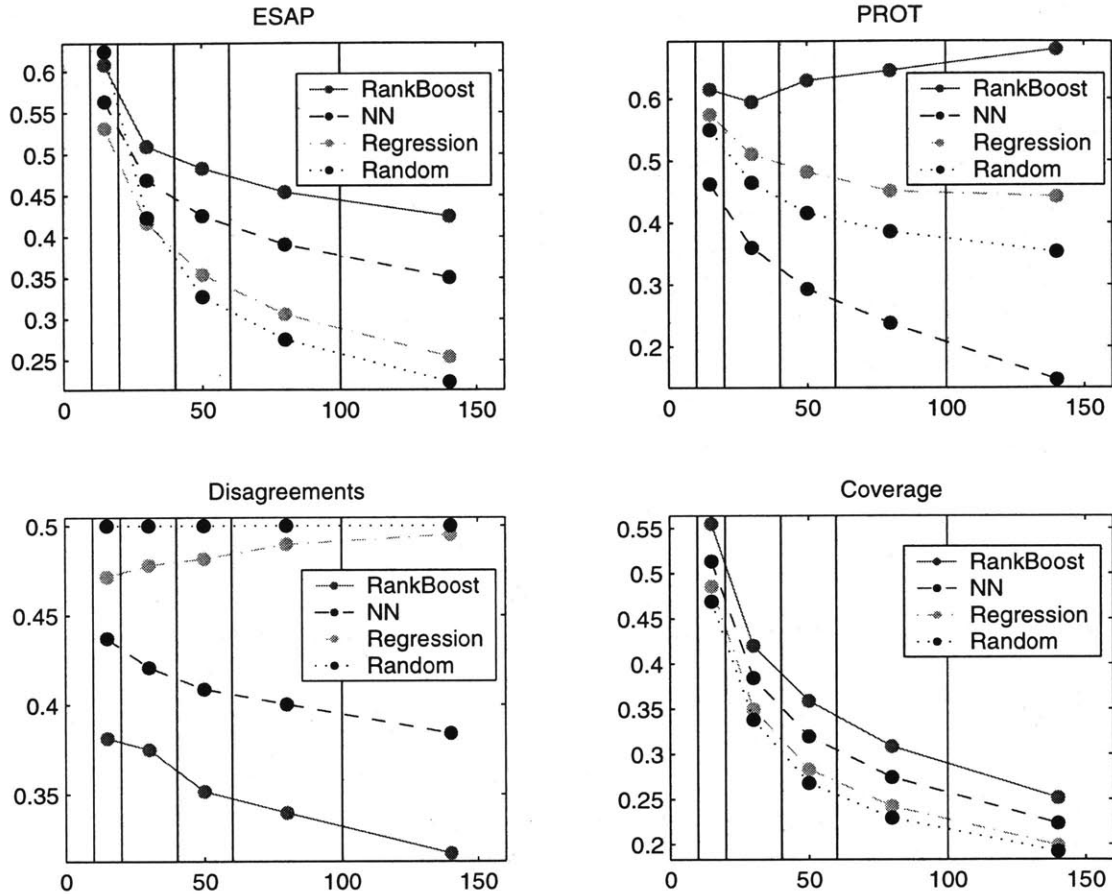 ESAP
0.6
0.55
0.5
0.45
0.4
0.35
0.3
0.25
0 50 100 150
RankBoost
NN
Regression
Random
PROT
0.6
0.5
0.4
0.3
0.2
0 50 100 150
RankBoost
NN
Regression
Random
Disagreements
0.5
0.45
0.4
0.35
0 50 100 150
RankBoost
NN
Regression
Random
Coverage
0.55
0.5
0.45
0.4
0.35
0.3
0.25
0.2
0 50 100 150
RankBoost
NN
Regression
Random